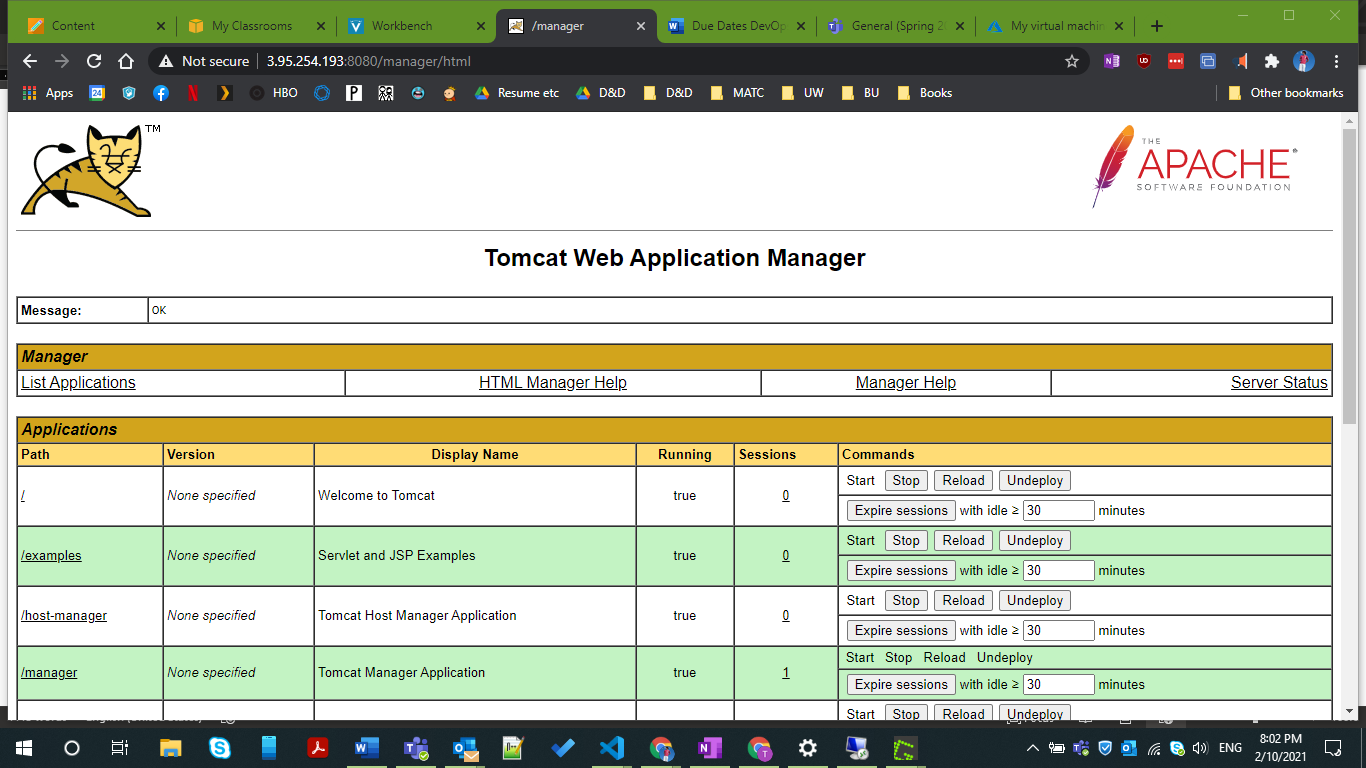 Content
My Classrooms
Workbench
/manager
Due Dates DevOp
General (Spring 2
My virtual machin
Not secure 3.95.254.193:8080/manager/html
Apps
HBO
Resume etc
D&D
D&D
MATC
UW
BU
Books
Other bookmarks
TM
THE
APACHE®
SOFTWARE FOUNDATION
Tomcat Web Application Manager
Message: OK
Manager
List Applications HTML Manager Help Manager Help Server Status
Applications
Path Version Display Name Running Sessions Commands
/ None specified Welcome to Tomcat true 0 Start Stop Reload Undeploy
Expire sessions with idle ≥ 30 minutes
/examples None specified Servlet and JSP Examples true 0 Start Stop Reload Undeploy
Expire sessions with idle ≥ 30 minutes
/host-manager None specified Tomcat Host Manager Application true 0 Start Stop Reload Undeploy
Expire sessions with idle ≥ 30 minutes
/manager None specified Tomcat Manager Application true 1 Start Stop Reload Undeploy
Expire sessions with idle ≥ 30 minutes
Start Stop Reload Undeploy
ENG
8:02 PM
2/10/2021